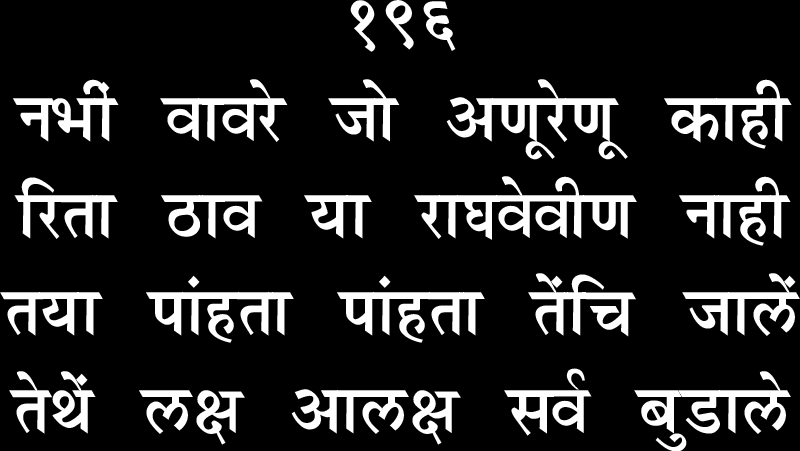 १९६
नभीं वावरे जो अणूरेणू काही
रिता ठाव या राघवेवीण नाही
तया पांहता पांहता तेंचि जालें
तेथें लक्ष आलक्ष सर्व बुडाले